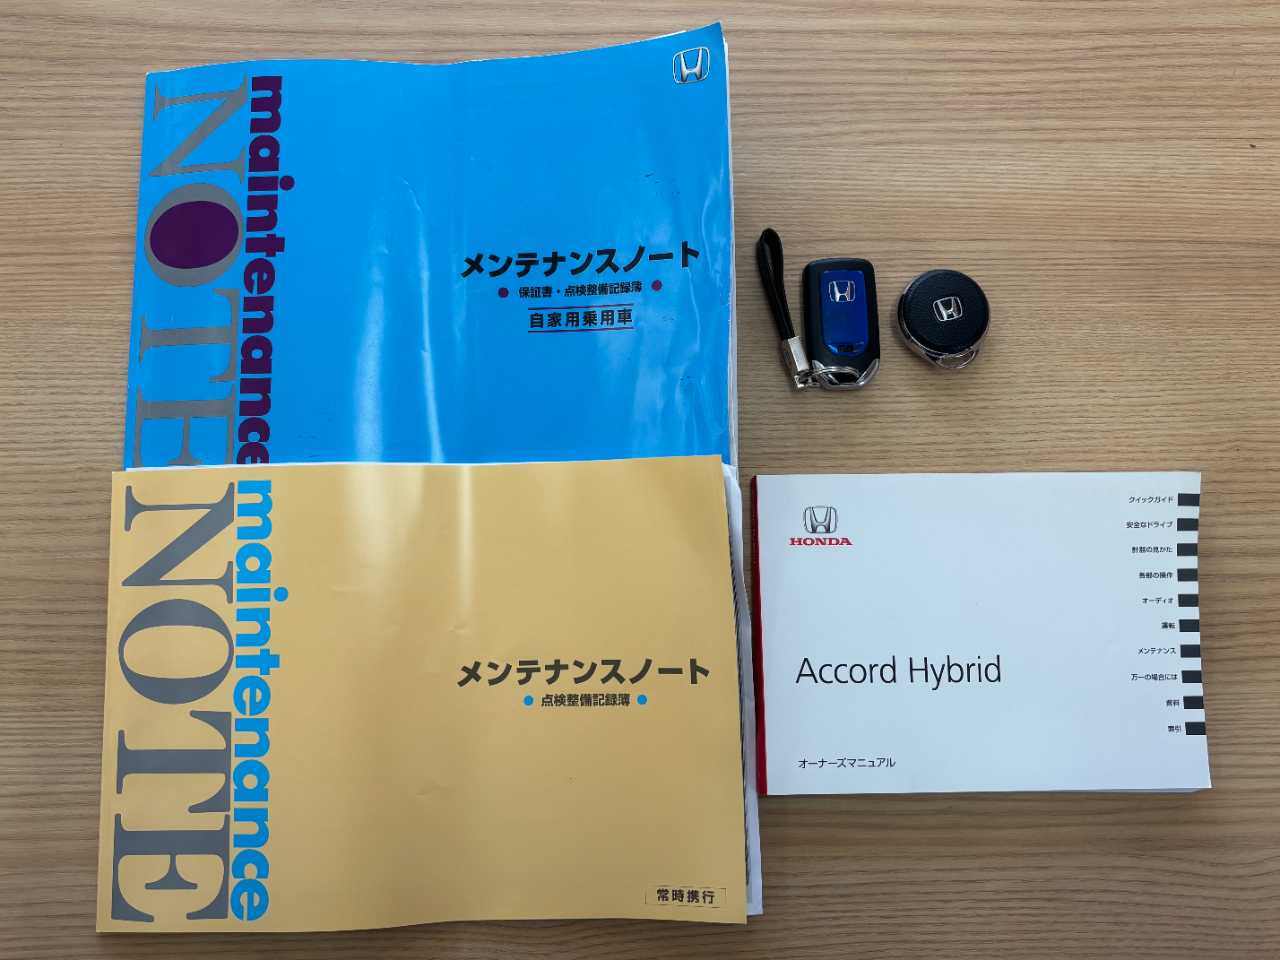 maintenance
NOTE
メンテナンスノート
保証書・点検整備記録簿
自家用乗用車
maintenance
NOTE
メンテナンスノート
点検整備記録簿
常時携行
HONDA
Accord Hybrid
オーナーズマニュアル
クイックガイド
安全なドライブ
計器の見かた
各部の操作
オーディオ
運転
メンテナンス
万一の場合には
資料
索引